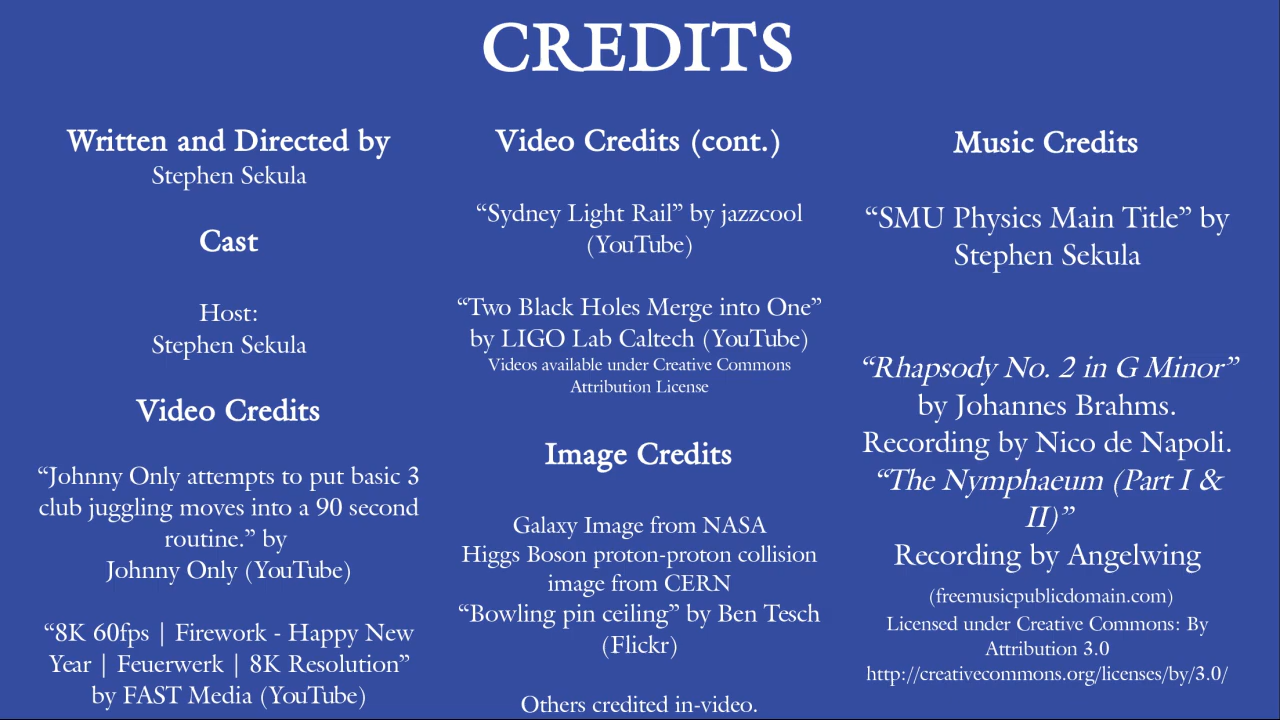 CREDITS
Written and Directed by
Stephen Sekula
Cast
Host:
Stephen Sekula
Video Credits
“Johnny Only attempts to put basic 3
club juggling moves into a 90 second
routine.” by
Johnny Only (YouTube)
“8K 60fps | Firework - Happy New
Year | Feuerwerk | 8K Resolution”
by FAST Media (YouTube)
Video Credits (cont.)
“Sydney Light Rail” by jazzcool
(YouTube)
“Two Black Holes Merge into One”
by LIGO Lab Caltech (YouTube)
Videos available under Creative Commons
Attribution License
Image Credits
Galaxy Image from NASA
Higgs Boson proton-proton collision
image from CERN
“Bowling pin ceiling” by Ben Tesch
(Flickr)
Others credited in-video.
Music Credits
“SMU Physics Main Title” by
Stephen Sekula
“Rhapsody No. 2 in G Minor”
by Johannes Brahms.
Recording by Nico de Napoli.
“The Nymphaeum (Part I &
II)”
Recording by Angelwing
(freemusicpublicdomain.com)
Licensed under Creative Commons: By
Attribution 3.0
http://creativecommons.org/licenses/by/3.0/